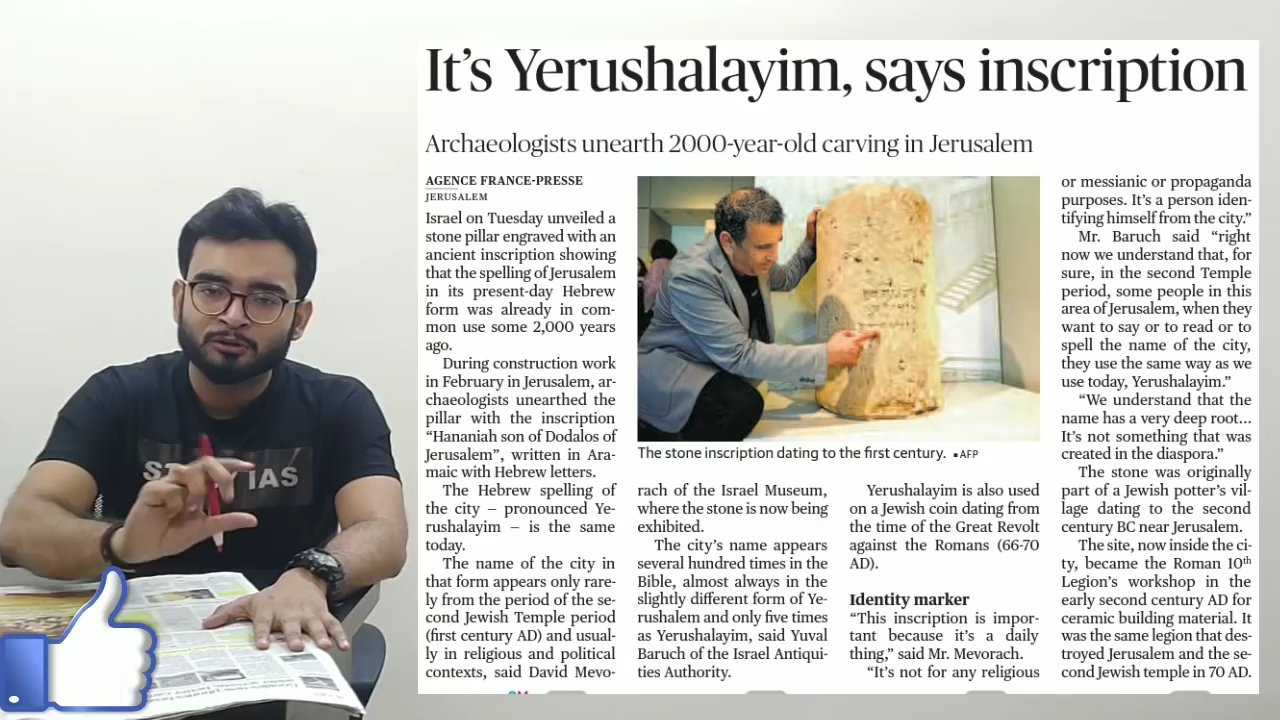 It's Yerushalayim, says inscription
Archaeologists unearth 2000-year-old carving in Jerusalem
AGENCE FRANCE-PRESSE
JERUSALEM
Israel on Tuesday unveiled a
stone pillar engraved with an
ancient inscription showing
that the spelling of Jerusalem
in its present-day Hebrew
form was already in com-
mon use some 2,000 years
ago.
During construction work
in February in Jerusalem, ar-
chaeologists unearthed the
pillar with the inscription
“Hananiah son of Dodalos of
Jerusalem”, written in Ara-
maic with Hebrew letters.
The Hebrew spelling of
the city – pronounced Ye-
rushalayim – is the same
today.
The name of the city in
that form appears only rare-
ly from the period of the se-
cond Jewish Temple period
(first century AD) and usual-
ly in religious and political
contexts, said David Mevo-
The stone inscription dating to the first century. ▪AFP
rach of the Israel Museum,
where the stone is now being
exhibited.
The city's name appears
several hundred times in the
Bible, almost always in the
slightly different form of Ye-
rushalem and only five times
as Yerushalayim, said Yuval
Baruch of the Israel Antiqui-
ties Authority.
Yerushalayim is also used
on a Jewish coin dating from
the time of the Great Revolt
against the Romans (66-70
AD).
Identity marker
“This inscription is impor-
tant because it's a daily
thing,” said Mr. Mevorach.
“It's not for any religious
or messianic or propaganda
purposes. It's a person iden-
tifying himself from the city.”
Mr. Baruch said “right
now we understand that, for
sure, in the second Temple
period, some people in this
area of Jerusalem, when they
want to say or to read or to
spell the name of the city,
they use the same way as we
use today, Yerushalayim.”
“We understand that the
name has a very deep root...
It's not something that was
created in the diaspora.”
The stone was originally
part of a Jewish potter's vil-
lage dating to the second
century BC near Jerusalem.
The site, now inside the ci-
ty, became the Roman 10th
Legion's workshop in the
early second century AD for
ceramic building material. It
was the same legion that des-
troyed Jerusalem and the se-
cond Jewish temple in 70 AD.
IAS